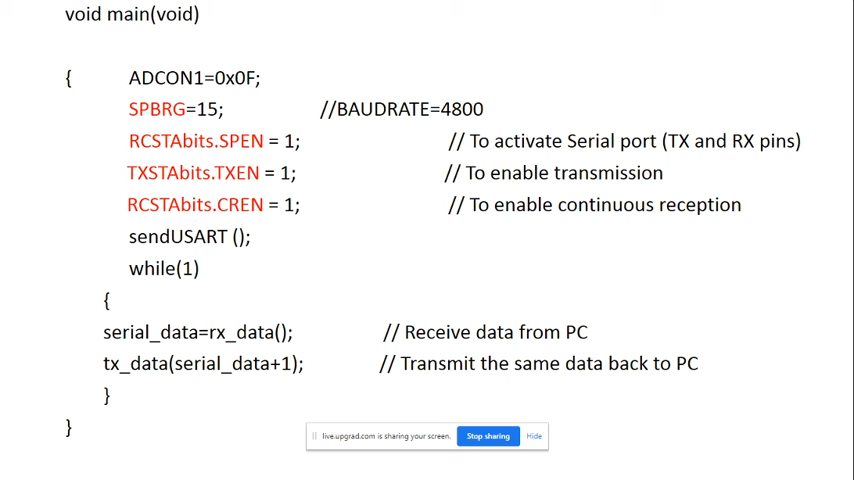 void main(void)
{ ADCON1=0x0F;
SPBRG=15; //BAUDRATE=4800
RCSTAbits.SPEN = 1; // To activate Serial port (TX and RX pins)
TXSTAbits.TXEN = 1; // To enable transmission
RCSTAbits.CREN = 1; // To enable continuous reception
sendUSART ();
while(1)
{
serial_data=rx_data(); // Receive data from PC
tx_data(serial_data+1); // Transmit the same data back to PC
}
}
live.upgrad.com is sharing your screen. Stop sharing Hide